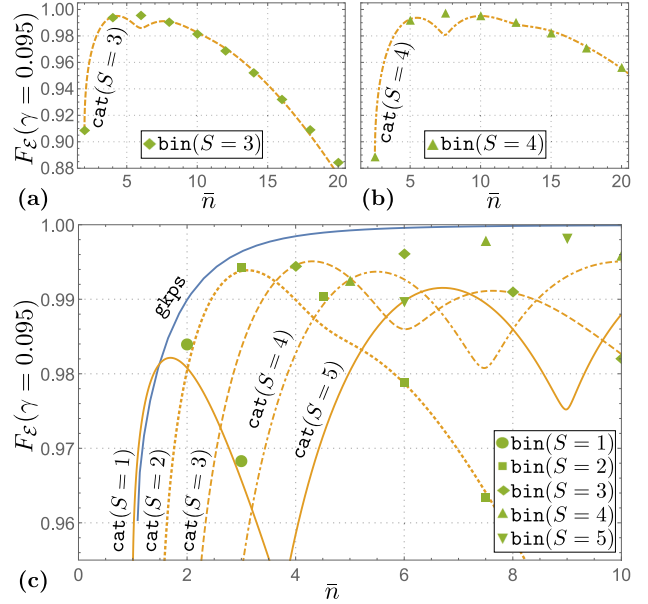 1.00
0.98
0.96
0.94
0.92
0.90
0.88
F_ℰ(γ = 0.095)
cat(S = 3)
bin(S = 3)
5 10 15 20
(a)
n̄
cat(S = 4)
bin(S = 4)
5 10 15 20
(b)
n̄
1.00
0.99
0.98
0.97
0.96
F_ℰ(γ = 0.095)
gkps
cat(S = 1)
cat(S = 2)
cat(S = 3)
cat(S = 4)
cat(S = 5)
bin(S = 1)
bin(S = 2)
bin(S = 3)
bin(S = 4)
bin(S = 5)
0 2 4 6 8 10
(c)
n̄